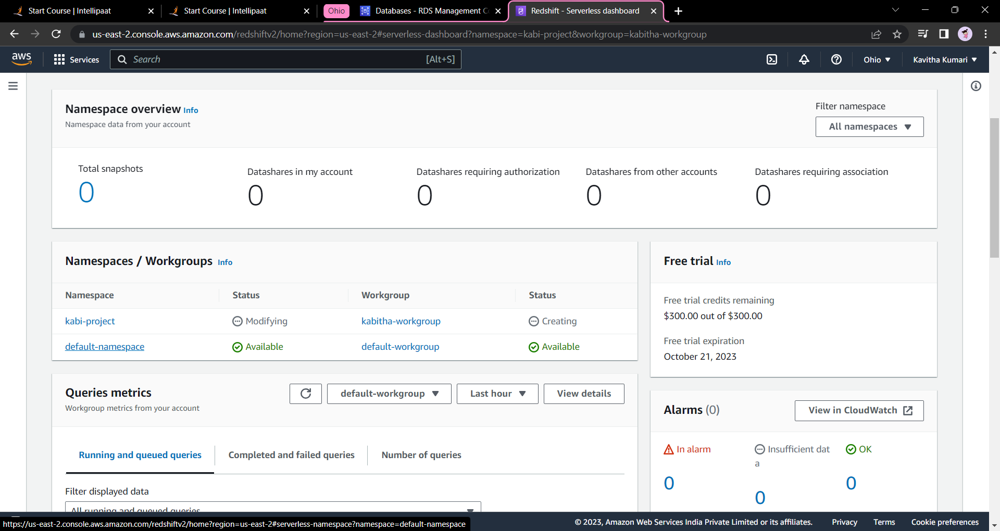 Start Course | Intellipaat
Start Course | Intellipaat
Ohio
Databases - RDS Management C
Redshift - Serverless dashboard
us-east-2.console.aws.amazon.com/redshiftv2/home?region=us-east-2#serverless-dashboard?namespace=kabi-project&workgroup=kabitha-workgroup
aws
Services
Search
[Alt+S]
Ohio
Kavitha Kumari
Namespace overview Info
Namespace data from your account
Filter namespace
All namespaces
Total snapshots
0
Datashares in my account
0
Datashares requiring authorization
0
Datashares from other accounts
0
Datashares requiring association
0
Namespaces / Workgroups Info
Namespace Status Workgroup Status
kabi-project Modifying kabitha-workgroup Creating
default-namespace Available default-workgroup Available
Free trial Info
Free trial credits remaining
$300.00 out of $300.00
Free trial expiration
October 21, 2023
Queries metrics
Workgroup metrics from your account
default-workgroup
Last hour
View details
Running and queued queries
Completed and failed queries
Number of queries
Filter displayed data
All running and queued queries
Alarms (0)
View in CloudWatch
In alarm
0
Insufficient dat
a
0
OK
0
https://us-east-2.console.aws.amazon.com/redshiftv2/home?region=us-east-2#serverless-namespace?namespace=default-namespace
© 2023, Amazon Web Services India Private Limited or its affiliates.
Privacy
Terms
Cookie preferences